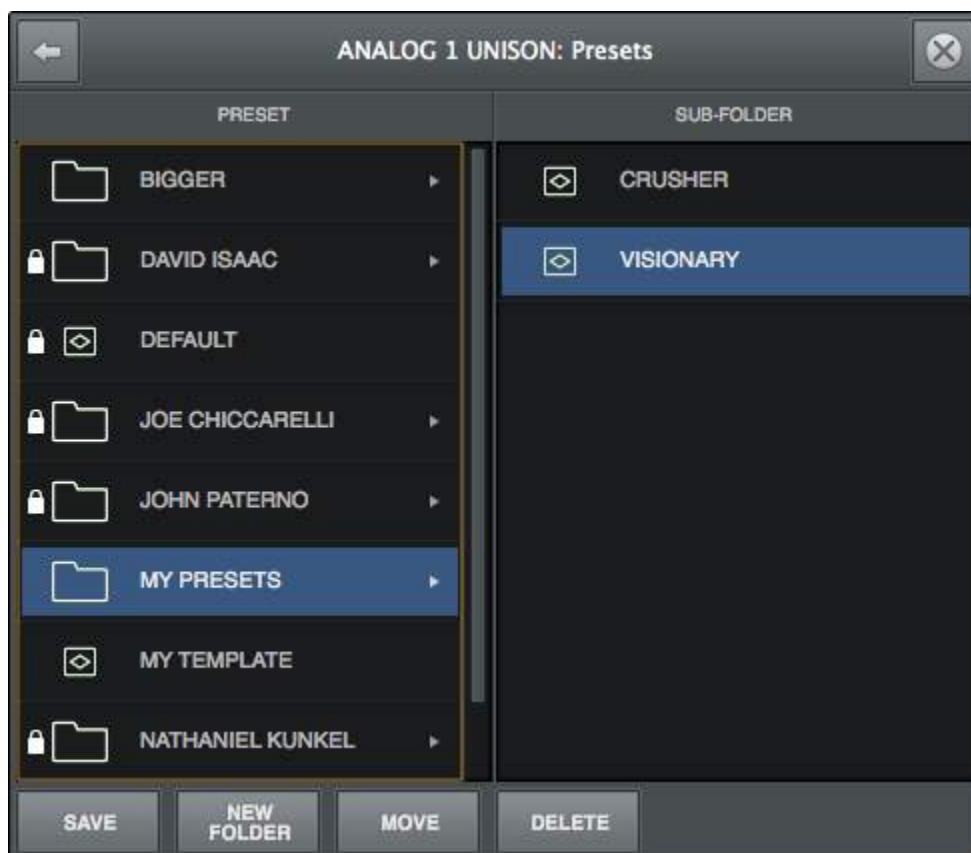 ANALOG 1 UNISON: Presets
PRESET
SUB-FOLDER
BIGGER
DAVID ISAAC
DEFAULT
JOE CHICCARELLI
JOHN PATERNO
MY PRESETS
MY TEMPLATE
NATHANIEL KUNKEL
CRUSHER
VISIONARY
SAVE
NEW
FOLDER
MOVE
DELETE